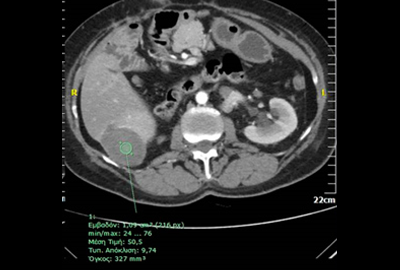 R
L
22cm
1:
Εμβαδόν: 1,09 cm² (216 px)
min/max: 24 ... 76
Μέση Τιμή: 50,5
Τυπ. Απόκλιση: 9,74
Όγκος: 327 mm³